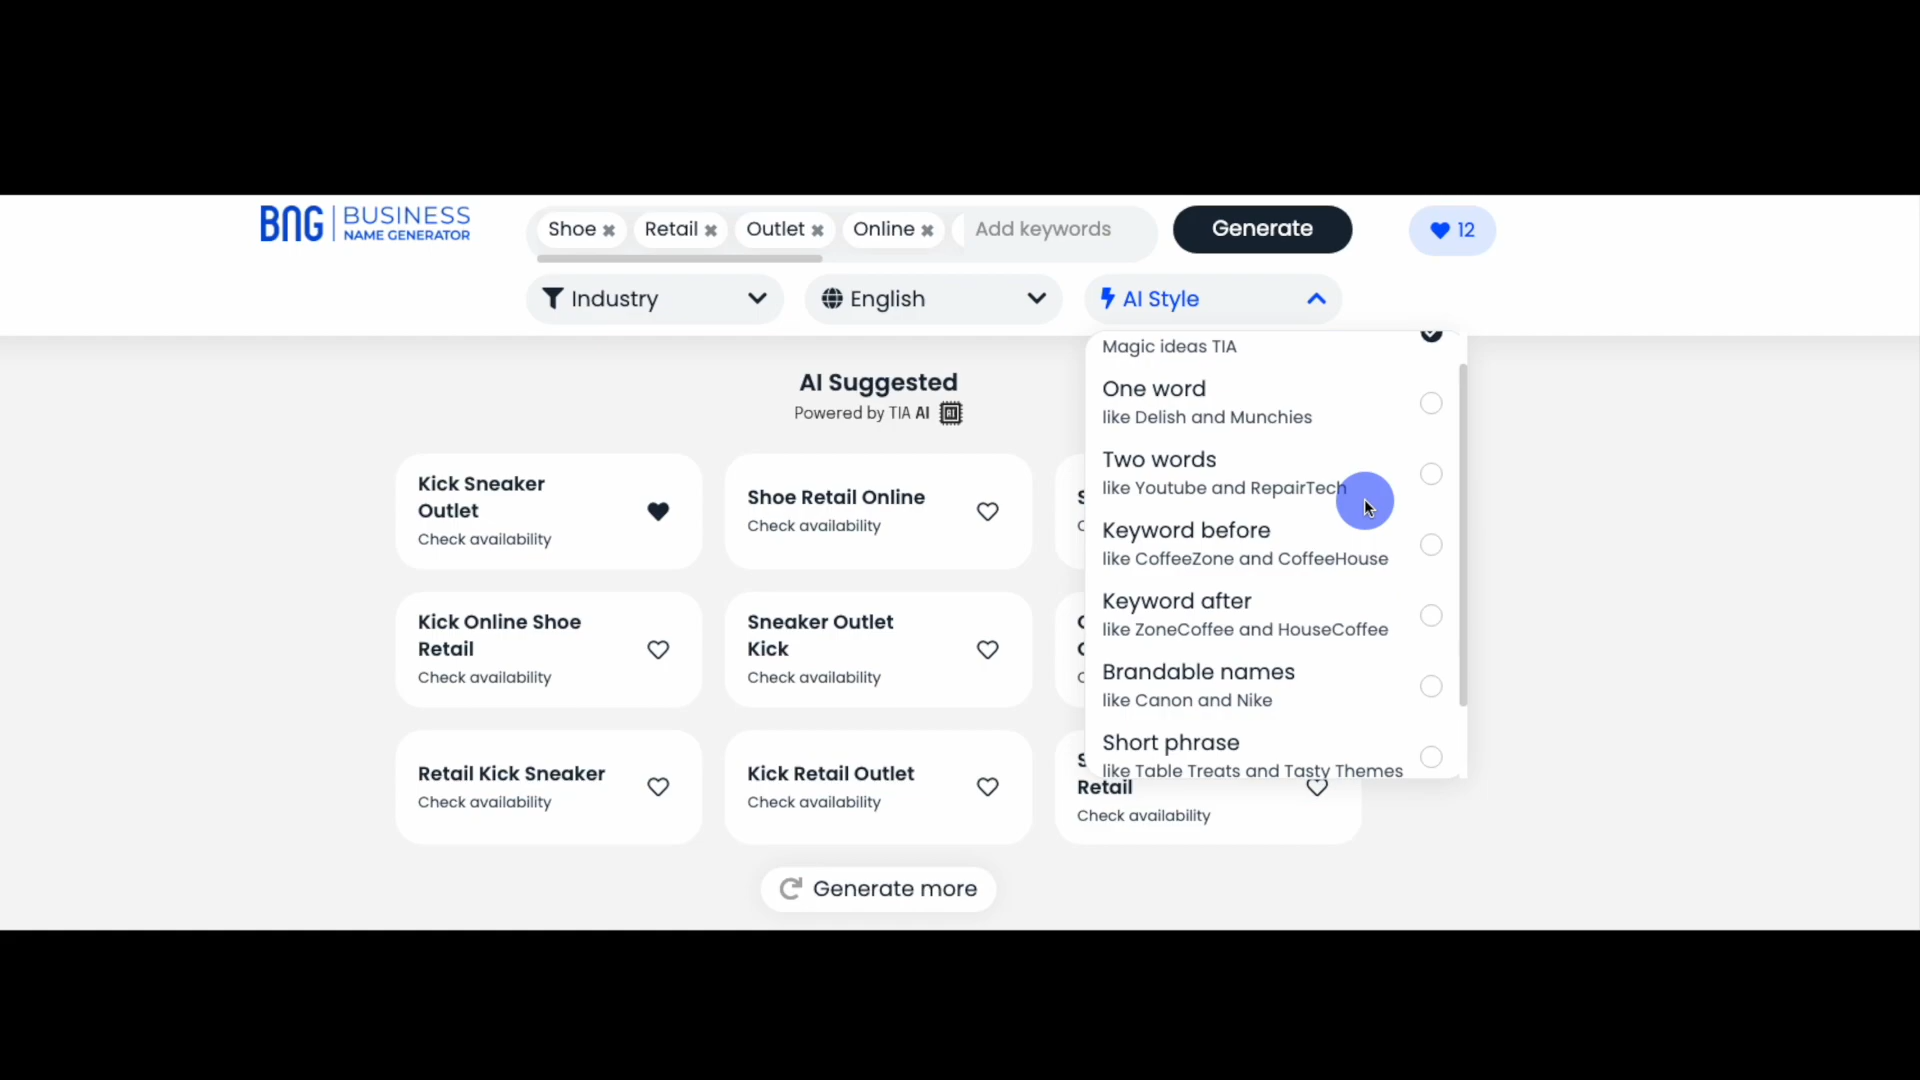 BNG BUSINESS
NAME GENERATOR
Shoe Retail Outlet Online Add keywords
Generate
12
Industry
English
AI Style
Magic ideas TIA
One word
like Delish and Munchies
Two words
like Youtube and RepairTech
Keyword before
like CoffeeZone and CoffeeHouse
Keyword after
like ZoneCoffee and HouseCoffee
Brandable names
like Canon and Nike
Short phrase
like Table Treats and Tasty Themes
AI Suggested
Powered by TIA AI
Kick Sneaker
Outlet
Check availability
Shoe Retail Online
Check availability
Kick Online Shoe
Retail
Check availability
Sneaker Outlet
Kick
Check availability
Retail Kick Sneaker
Check availability
Kick Retail Outlet
Check availability
Retail
Check availability
Generate more